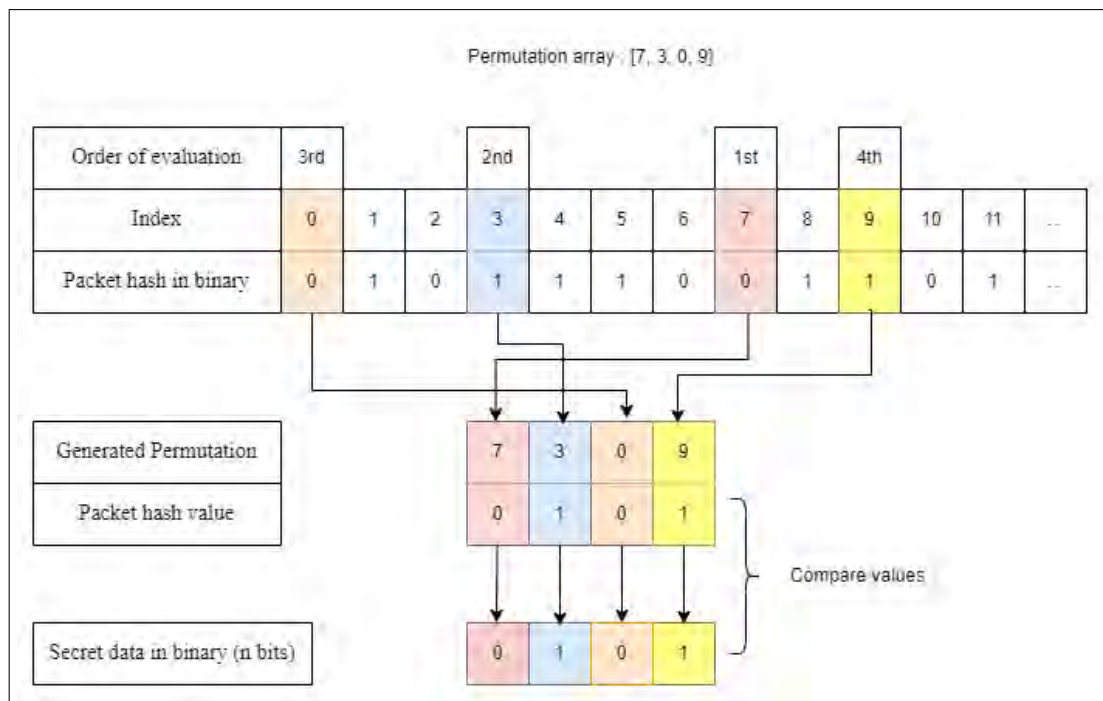 Permutation array : [7, 3, 0, 9]
Order of evaluation 3rd 2nd 1st 4th
Index 0 1 2 3 4 5 6 7 8 9 10 11 ...
Packet hash in binary 0 1 0 1 1 1 0 0 1 1 0 1 ...
Generated Permutation 7 3 0 9
Packet hash value 0 1 0 1
Compare values
Secret data in binary (n bits) 0 1 0 1